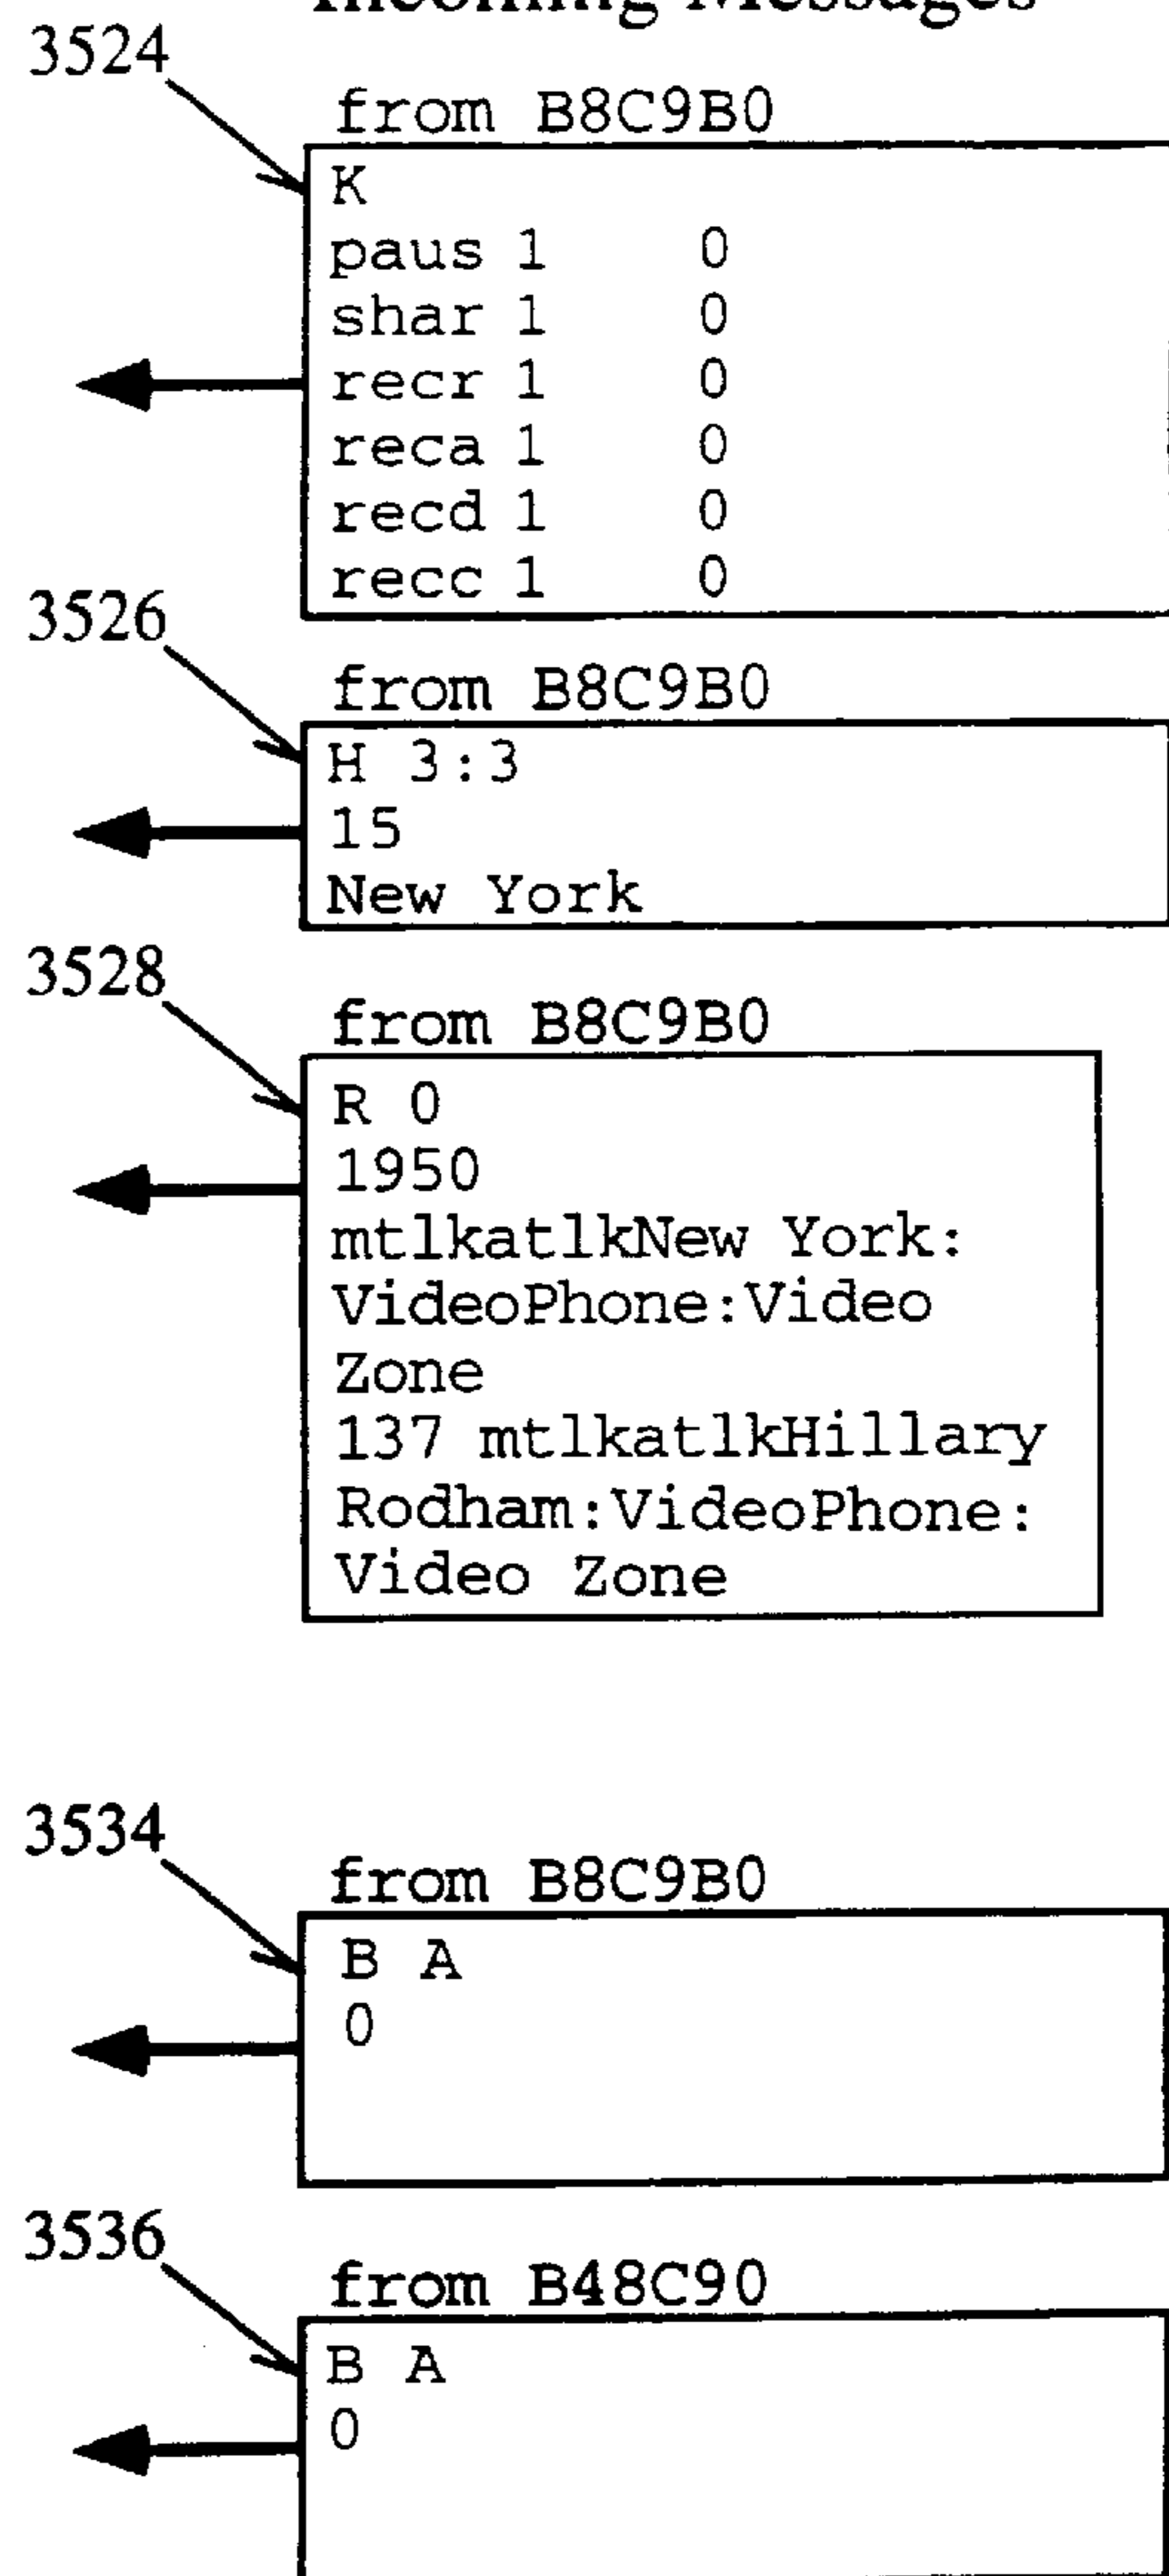 Incoming Messages
3524
from B8C9B0
K
paus 1 0
shar 1 0
recr 1 0
reca 1 0
recd 1 0
recc 1 0
3526
from B8C9B0
H 3:3
15
New York
3528
from B8C9B0
R 0
1950
mtlkatlkNew York:
VideoPhone:Video
Zone
137 mtlkatlkHillary
Rodham:VideoPhone:
Video Zone
3534
from B8C9B0
B A
0
3536
from B48C90
B A
0